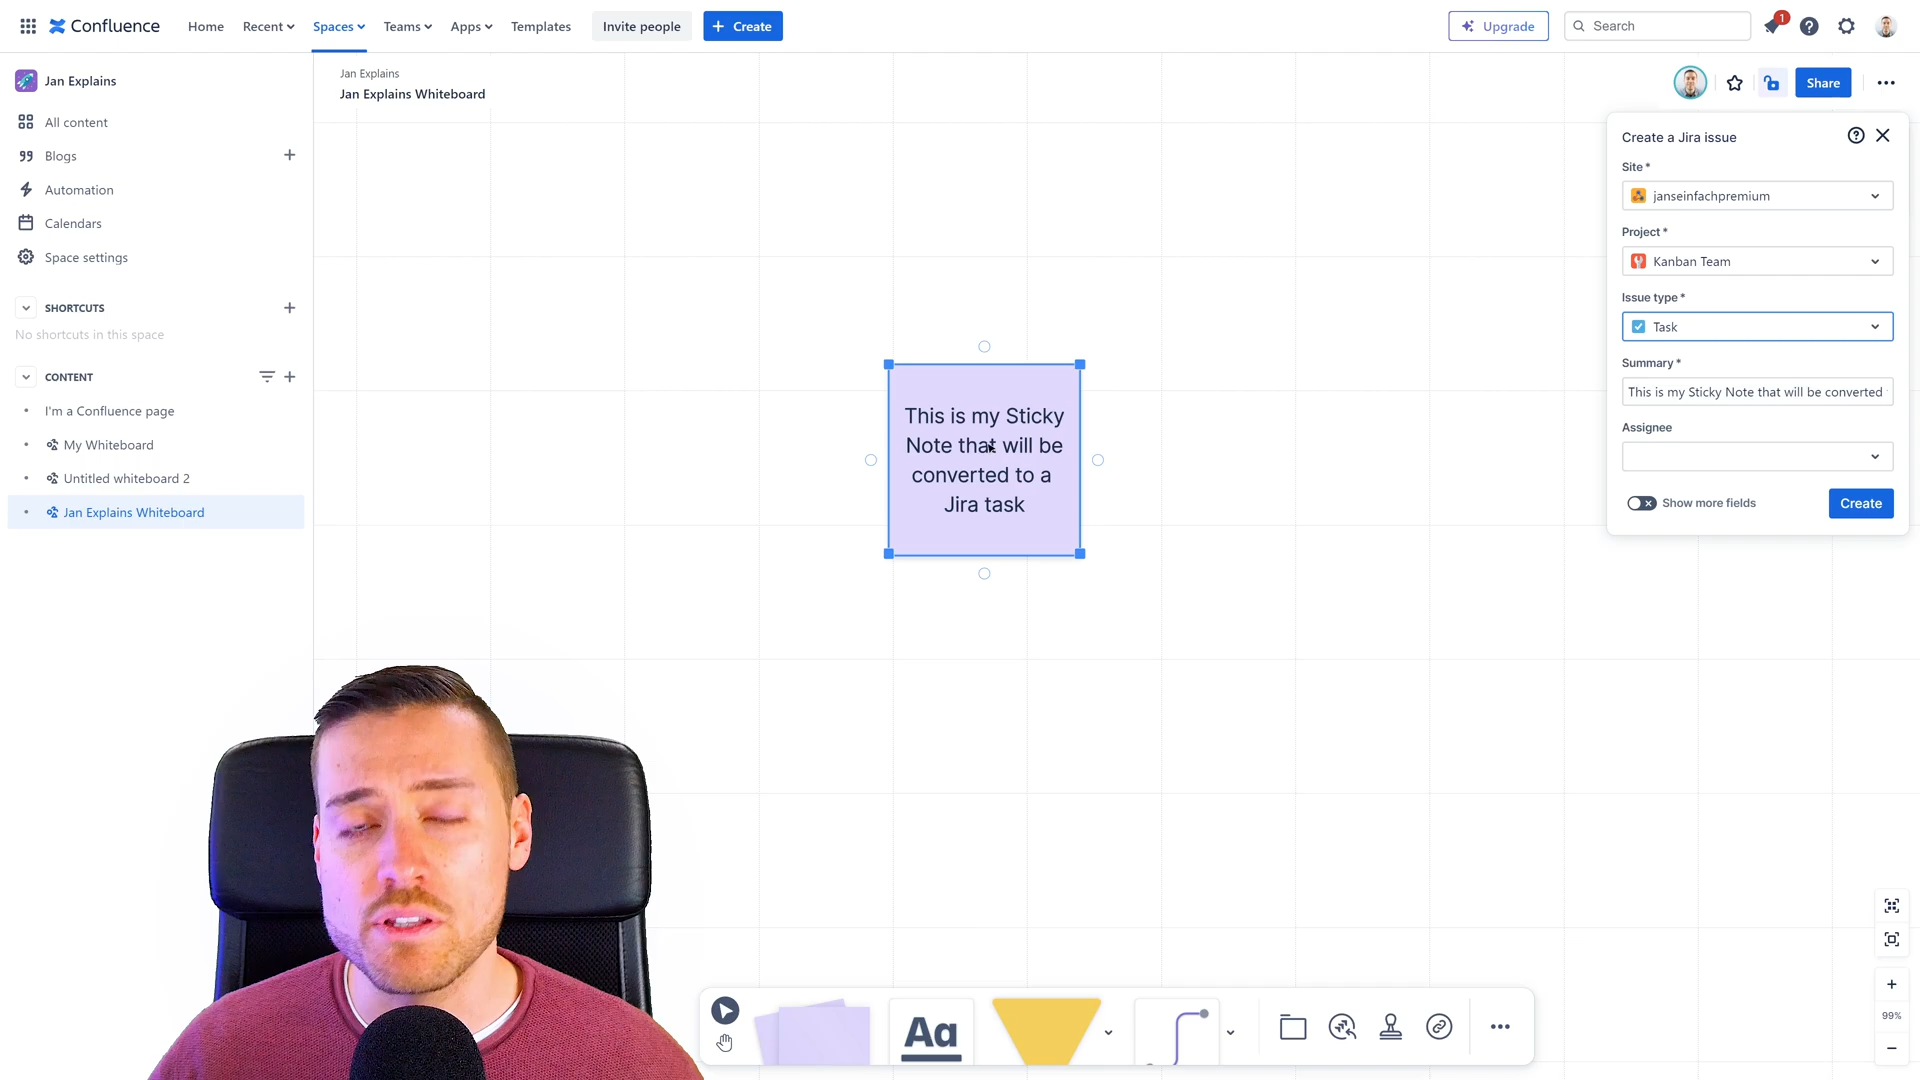 Confluence
Home
Recent
Spaces
Teams
Apps
Templates
Invite people
Create
Upgrade
Search
1
Jan Explains
All content
Blogs
Automation
Calendars
Space settings
SHORTCUTS
No shortcuts in this space
CONTENT
I'm a Confluence page
My Whiteboard
Untitled whiteboard 2
Jan Explains Whiteboard
Jan Explains
Jan Explains Whiteboard
Share
This is my Sticky
Note that will be
converted to a
Jira task
Create a Jira issue
Site *
janseinfachpremium
Project *
Kanban Team
Issue type *
Task
Summary *
This is my Sticky Note that will be converted
Assignee
Show more fields
Create
Aa
99%